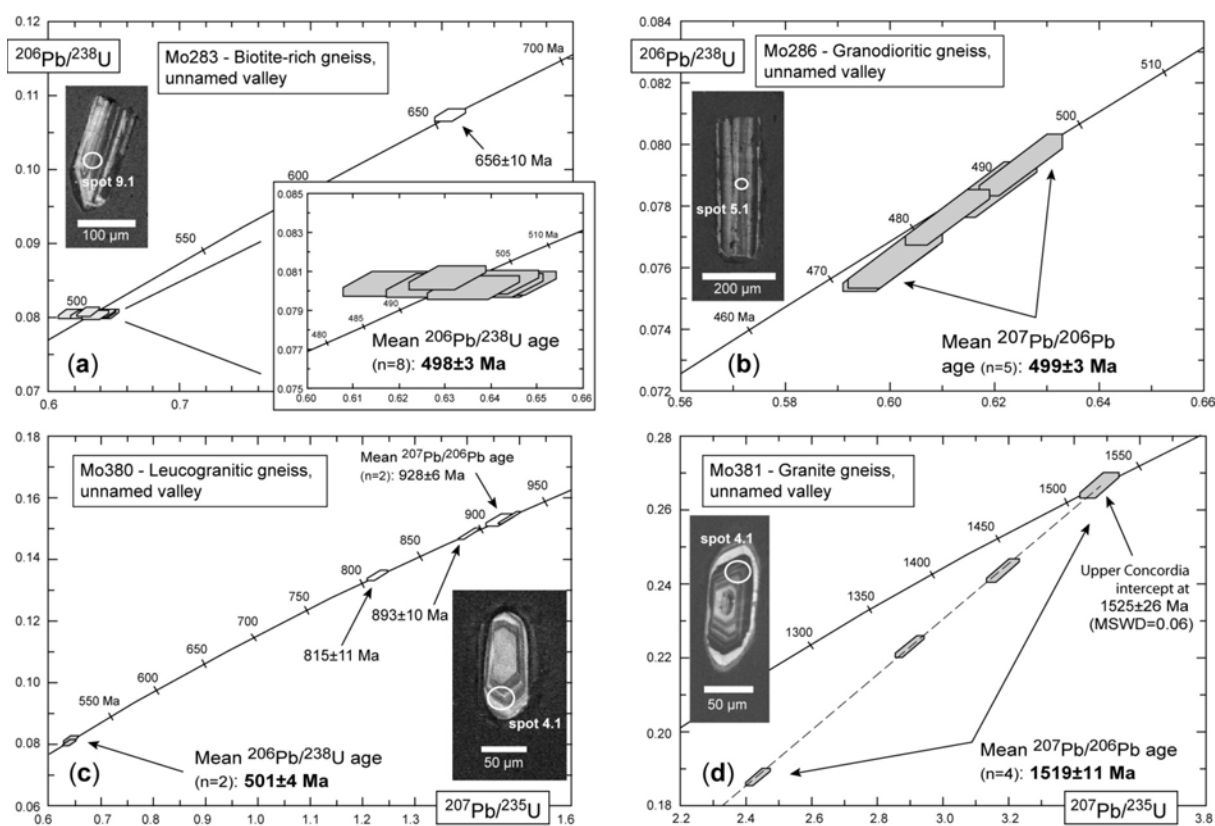 0.12
206Pb/238U
0.11
0.10
0.09
0.08
0.07
0.6
0.7
Mo283 - Biotite-rich gneiss,
unnamed valley
700 Ma
650
656±10 Ma
600
550
500
spot 9.1
100 µm
(a)
0.085
0.083
0.081
0.079
0.077
0.075
0.60
0.61
0.62
0.63
0.64
0.65
0.66
510 Ma
505
490
485
480
Mean 206Pb/238U age
(n=8): 498±3 Ma
0.084
206Pb/238U
0.082
0.080
0.078
0.076
0.074
0.072
0.56
0.58
0.60
0.62
0.64
0.66
Mo286 - Granodioritic gneiss,
unnamed valley
510
500
490
480
470
460 Ma
spot 5.1
200 µm
(b)
Mean 207Pb/206Pb
age (n=5): 499±3 Ma
0.18
0.16
0.14
0.12
0.10
0.08
0.06
0.6
0.7
0.8
0.9
1.0
1.1
1.2
1.3
1.4
1.5
1.6
Mo380 - Leucogranitic gneiss,
unnamed valley
Mean 207Pb/206Pb age
(n=2): 928±6 Ma
950
900
850
800
750
700
650
600
550 Ma
893±10 Ma
815±11 Ma
spot 4.1
50 µm
(c)
Mean 206Pb/238U age
(n=2): 501±4 Ma
207Pb/235U
0.28
0.26
0.24
0.22
0.20
0.18
2.2
2.4
2.6
2.8
3.0
3.2
3.4
3.6
3.8
Mo381 - Granite gneiss,
unnamed valley
1550
1500
1450
1400
1350
1300
spot 4.1
50 µm
Upper Concordia
intercept at
1525±26 Ma
(MSWD=0.06)
(d)
Mean 207Pb/206Pb age
(n=4): 1519±11 Ma
207Pb/235U